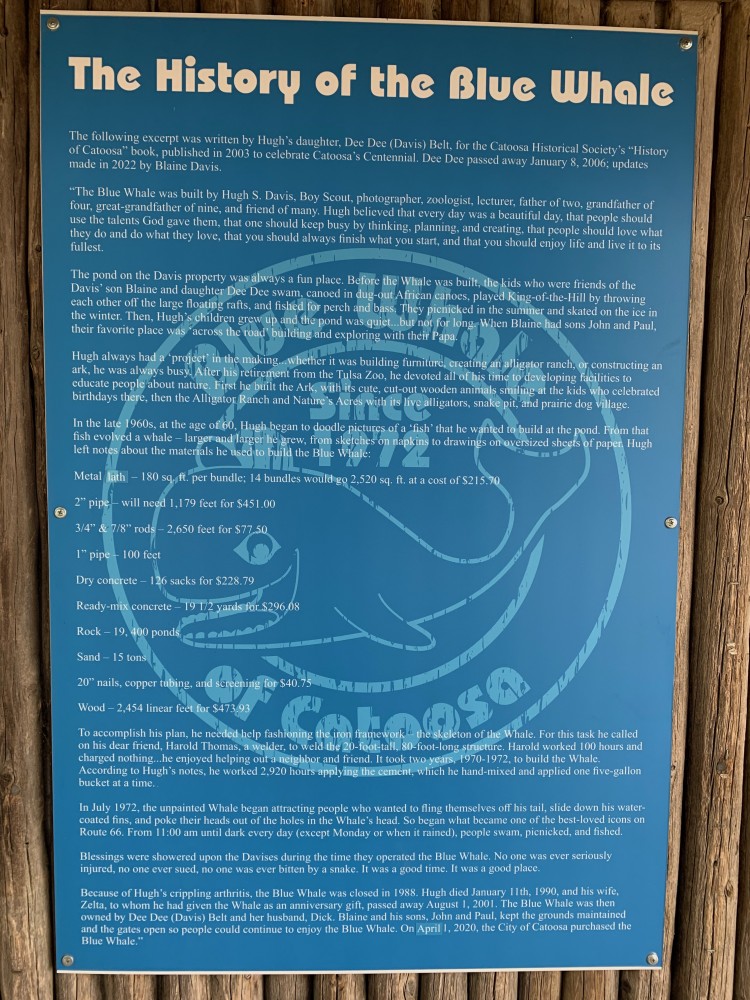 The History of the Blue Whale
The following excerpt was written by Hugh's daughter, Dee Dee (Davis) Belt, for the Catoosa Historical Society's "History
of Catoosa" book, published in 2003 to celebrate Catoosa's Centennial. Dee Dee passed away January 8, 2006; updates
made in 2022 by Blaine Davis.
"The Blue Whale was built by Hugh S. Davis, Boy Scout, photographer, zoologist, lecturer, father of two, grandfather of
four, great-grandfather of nine, and friend of many. Hugh believed that every day was a beautiful day, that people should
use the talents God gave them, that one should keep busy by thinking, planning, and creating, that people should love what
they do and do what they love, that you should always finish what you start, and that you should enjoy life and live it to its
fullest.
The pond on the Davis property was always a fun place. Before the Whale was built, the kids who were friends of the
Davis' son Blaine and daughter Dee Dee swam, canoed in dug-out African canoes, played King-of-the-Hill by throwing
each other off the large floating rafts, and fished for perch and bass. They picnicked in the summer and skated on the ice in
the winter. Then, Hugh's children grew up and the pond was quiet...but not for long. When Blaine had sons John and Paul,
their favorite place was 'across the road' building and exploring with their Papa.
Hugh always had a 'project' in the making...whether it was building furniture, creating an alligator ranch, or constructing an
ark, he was always busy. After his retirement from the Tulsa Zoo, he devoted all of his time to developing facilities to
educate people about nature. First he built the Ark, with its cute, cut-out wooden animals smiling at the kids who celebrated
birthdays there, then the Alligator Ranch and Nature's Acres with its live alligators, snake pit, and prairie dog village.
In the late 1960s, at the age of 60, Hugh began to doodle pictures of a 'fish' that he wanted to build at the pond. From that
fish evolved a whale – larger and larger he grew, from sketches on napkins to drawings on oversized sheets of paper. Hugh
left notes about the materials he used to build the Blue Whale:
Metal lath – 180 sq. ft. per bundle; 14 bundles would go 2,520 sq. ft. at a cost of $215.70
2" pipe – will need 1,179 feet for $451.00
3/4" & 7/8" rods – 2,650 feet for $77.50
1" pipe – 100 feet
Dry concrete – 126 sacks for $228.79
Ready-mix concrete – 19 1/2 yards for $296.08
Rock – 19, 400 ponds
Sand – 15 tons
20" nails, copper tubing, and screening for $40.75
Wood – 2,454 linear feet for $473.93
To accomplish his plan, he needed help fashioning the iron framework - the skeleton of the Whale. For this task he called
on his dear friend, Harold Thomas, a welder, to weld the 20-foot-tall, 80-foot-long structure. Harold worked 100 hours and
charged nothing...he enjoyed helping out a neighbor and friend. It took two years, 1970-1972, to build the Whale.
According to Hugh's notes, he worked 2,920 hours applying the cement, which he hand-mixed and applied one five-gallon
bucket at a time.
In July 1972, the unpainted Whale began attracting people who wanted to fling themselves off his tail, slide down his water-
coated fins, and poke their heads out of the holes in the Whale's head. So began what became one of the best-loved icons on
Route 66. From 11:00 am until dark every day (except Monday or when it rained), people swam, picnicked, and fished.
Blessings were showered upon the Davises during the time they operated the Blue Whale. No one was ever seriously
injured, no one ever sued, no one was ever bitten by a snake. It was a good time. It was a good place.
Because of Hugh's crippling arthritis, the Blue Whale was closed in 1988. Hugh died January 11th, 1990, and his wife,
Zelta, to whom he had given the Whale as an anniversary gift, passed away August 1, 2001. The Blue Whale was then
owned by Dee Dee (Davis) Belt and her husband, Dick. Blaine and his sons, John and Paul, kept the grounds maintained
and the gates open so people could continue to enjoy the Blue Whale. On April 1, 2020, the City of Catoosa purchased the
Blue Whale."
Blue Whale
Since
1972
Of Catoosa